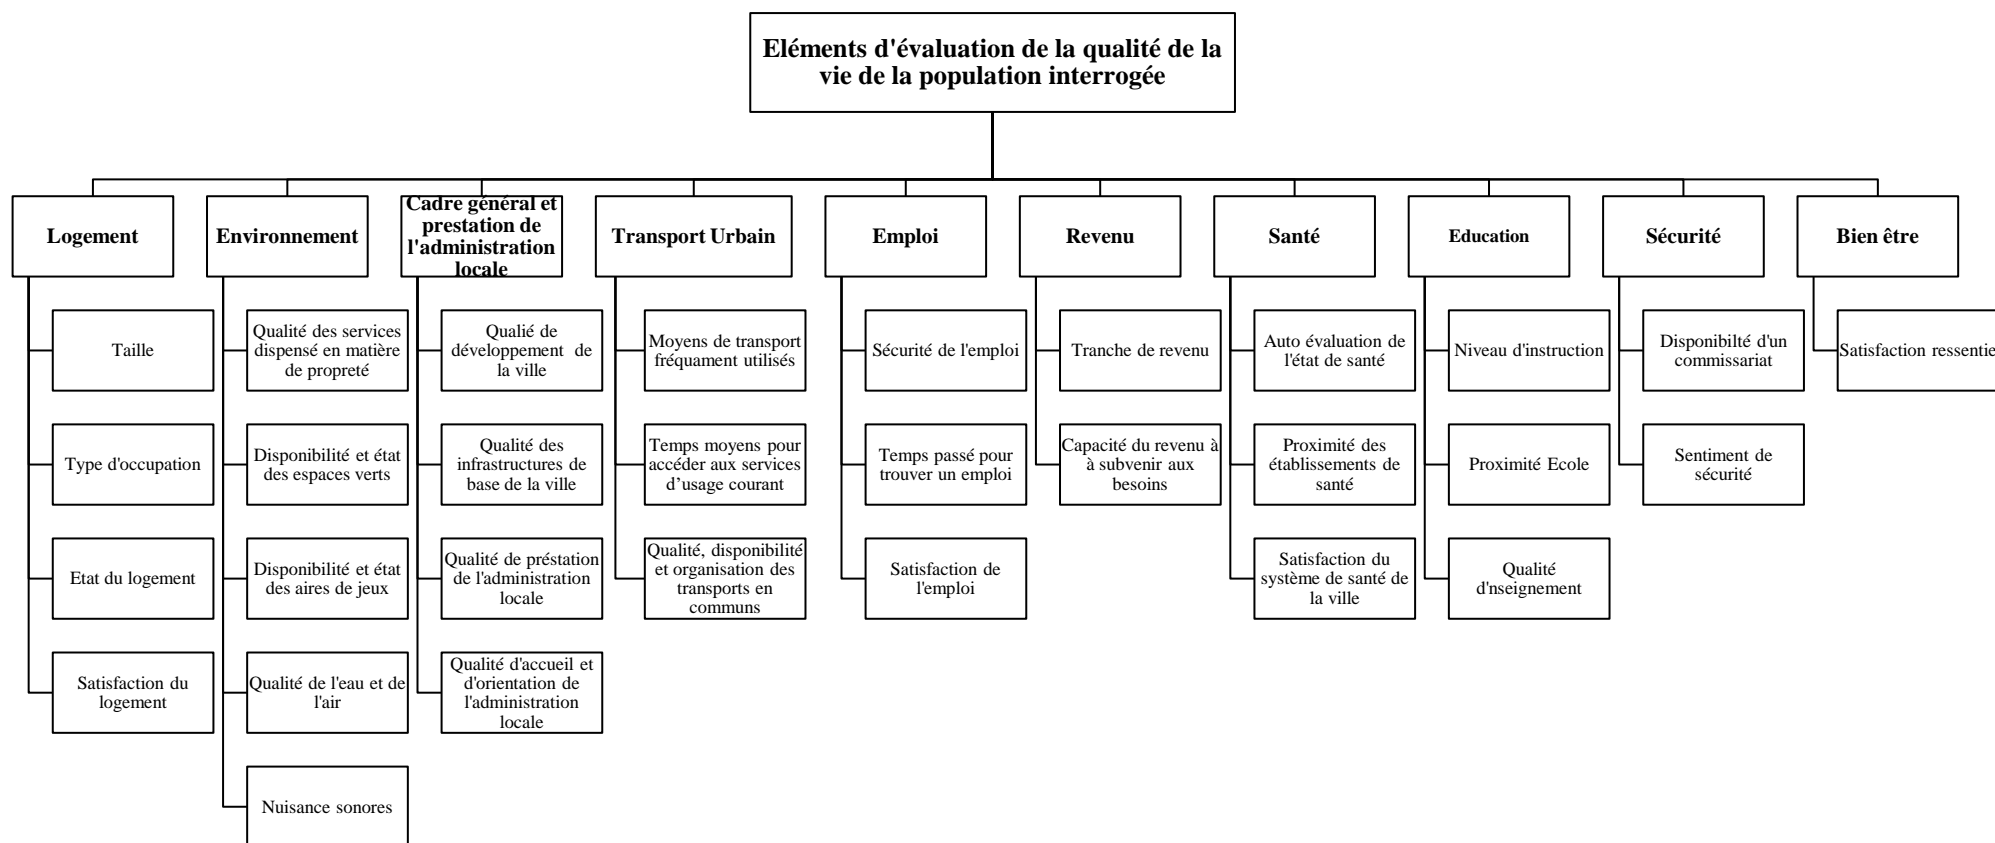 Eléments d'évaluation de la qualité de la
vie de la population interrogée
Logement
Environnement
Cadre général et
prestation de
l'administration
locale
Transport Urbain
Emploi
Revenu
Santé
Education
Sécurité
Bien être
Taille
Type d'occupation
Etat du logement
Satisfaction du
logement
Qualité des services
dispensé en matière
de propreté
Disponibilité et état
des espaces verts
Disponibilité et état
des aires de jeux
Qualité de l'eau et de
l'air
Nuisance sonores
Qualié de
développement de
la ville
Qualité des
infrastructures de
base de la ville
Qualité de préstation
de l'administration
locale
Qualité d'accueil et
d'orientation de
l'administration
locale
Moyens de transport
fréquament utilisés
Temps moyens pour
accéder aux services
d’usage courant
Qualité, disponibilité
et organisation des
transports en
communs
Sécurité de l'emploi
Temps passé pour
trouver un emploi
Satisfaction de
l'emploi
Tranche de revenu
Capacité du revenu à
à subvenir aux
besoins
Auto évaluation de
l'état de santé
Proximité des
établissements de
santé
Satisfaction du
système de santé de
la ville
Niveau d'instruction
Proximité Ecole
Qualité
d'nseignement
Disponibilté d'un
commissariat
Sentiment de
sécurité
Satisfaction ressentie